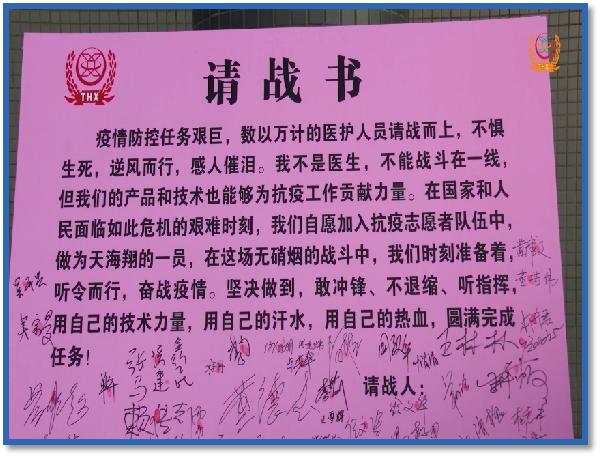 THX
请战书
疫情防控任务艰巨，数以万计的医护人员请战而上，不惧
生死，逆风而行，感人催泪。我不是医生，不能战斗在一线，
但我们的产品和技术也能够为抗疫工作贡献力量。在国家和人
民面临如此危机的艰难时刻，我们自愿加入抗疫志愿者队伍中，
做为天海翔的一员，在这场无硝烟的战斗中，我们时刻准备着，
听令而行，奋战疫情。坚决做到，敢冲锋、不退缩、听指挥，
用自己的技术力量，用自己的汗水，用自己的热血，圆满完成
任务！
请战人：
THX